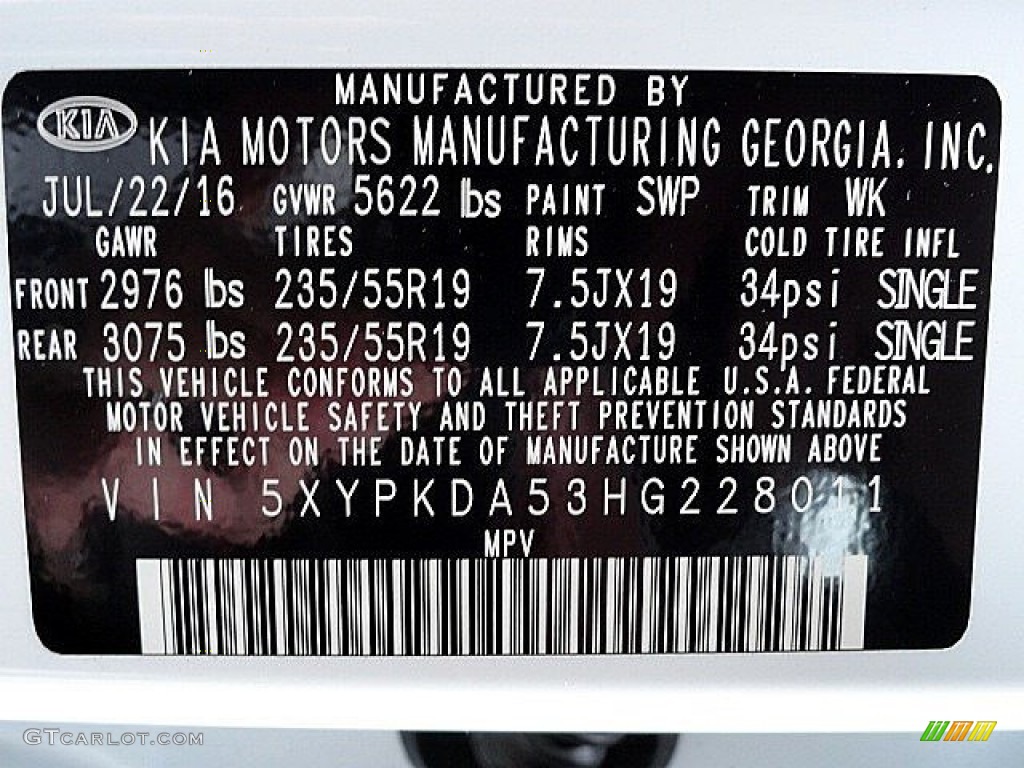 MANUFACTURED BY
KIA KIA MOTORS MANUFACTURING GEORGIA, INC.
JUL/22/16 GVWR 5622 lbs PAINT SWP TRIM WK
GAWR TIRES RIMS COLD TIRE INFL
FRONT 2976 lbs 235/55R19 7.5JX19 34psi SINGLE
REAR 3075 lbs 235/55R19 7.5JX19 34psi SINGLE
THIS VEHICLE CONFORMS TO ALL APPLICABLE U.S.A. FEDERAL
MOTOR VEHICLE SAFETY AND THEFT PREVENTION STANDARDS
IN EFFECT ON THE DATE OF MANUFACTURE SHOWN ABOVE
VIN 5XYPKDA53HG228011
MPV
GTCARLOT.COM